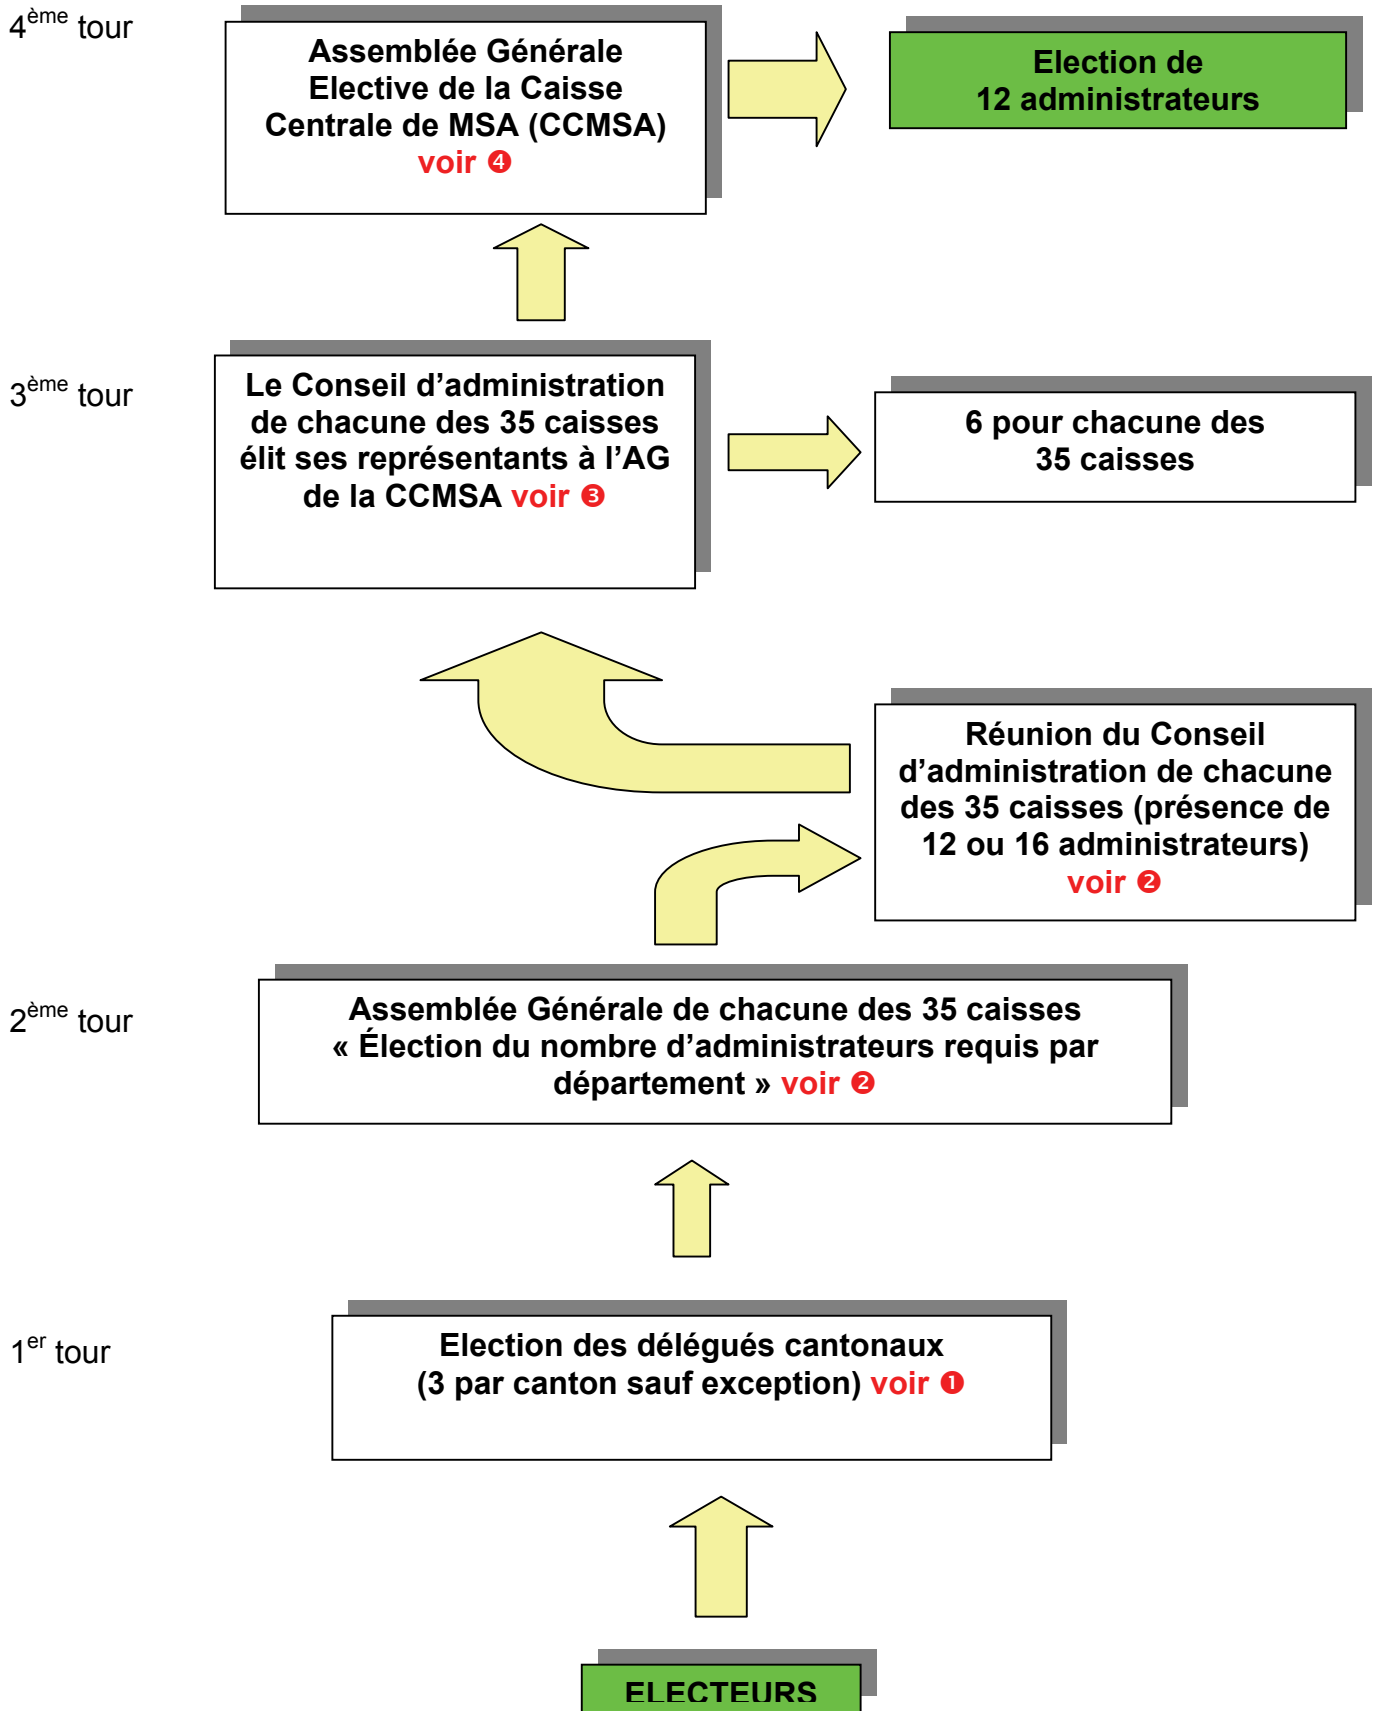 4ème tour
Assemblée Générale
Elective de la Caisse
Centrale de MSA (CCMSA)
voir ❹
Election de
12 administrateurs
3ème tour
Le Conseil d’administration
de chacune des 35 caisses
élit ses représentants à l’AG
de la CCMSA voir ❸
6 pour chacune des
35 caisses
Réunion du Conseil
d’administration de chacune
des 35 caisses (présence de
12 ou 16 administrateurs)
voir ❷
2ème tour
Assemblée Générale de chacune des 35 caisses
« Élection du nombre d’administrateurs requis par
département » voir ❷
1er tour
Election des délégués cantonaux
(3 par canton sauf exception) voir ❶
ELECTEURS